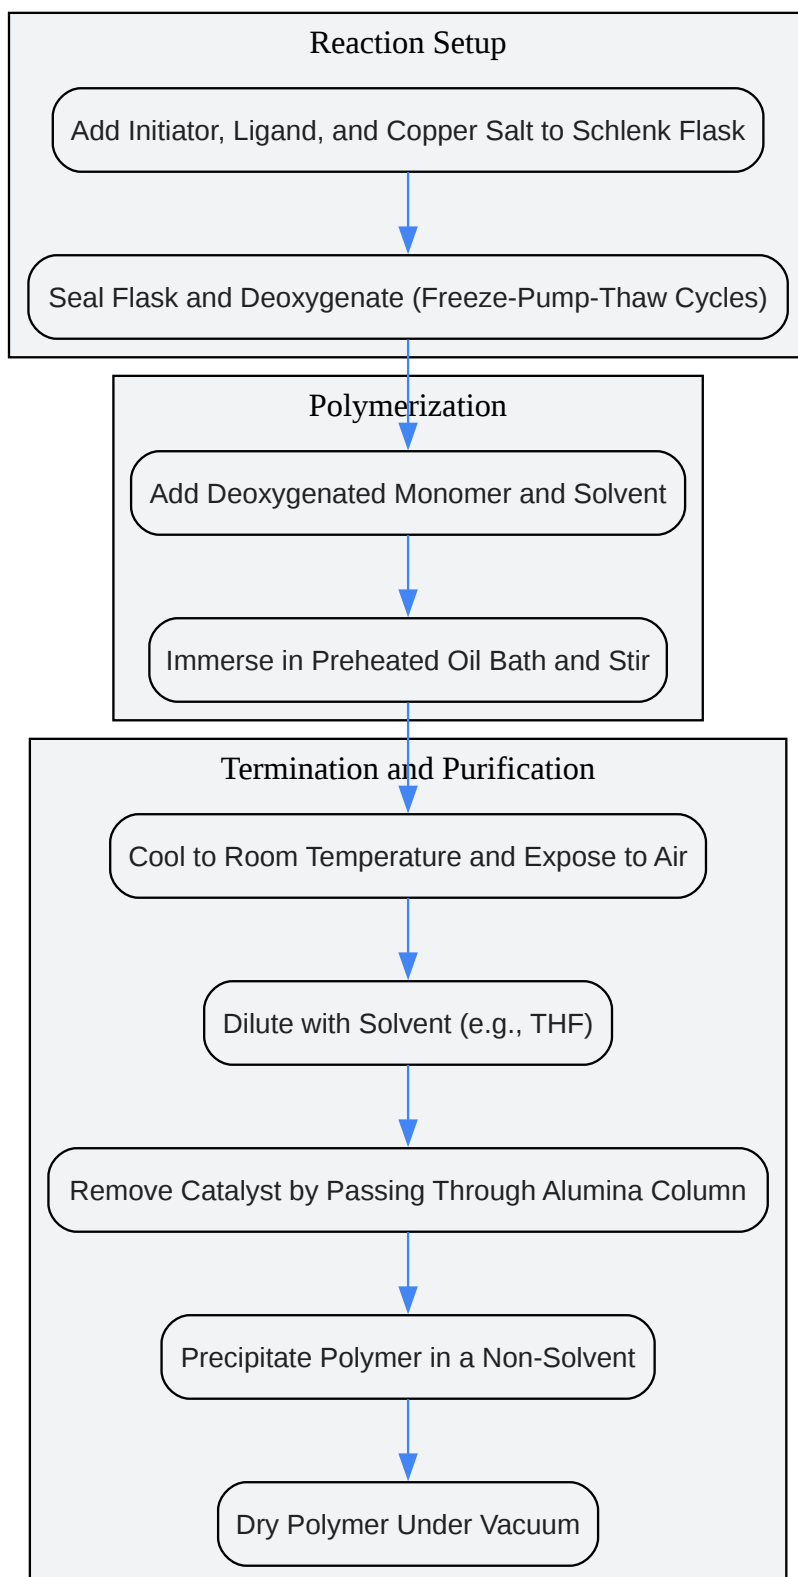 Reaction Setup
Add Initiator, Ligand, and Copper Salt to Schlenk Flask
Seal Flask and Deoxygenate (Freeze-Pump-Thaw Cycles)
Polymerization
Add Deoxygenated Monomer and Solvent
Immerse in Preheated Oil Bath and Stir
Termination and Purification
Cool to Room Temperature and Expose to Air
Dilute with Solvent (e.g., THF)
Remove Catalyst by Passing Through Alumina Column
Precipitate Polymer in a Non-Solvent
Dry Polymer Under Vacuum